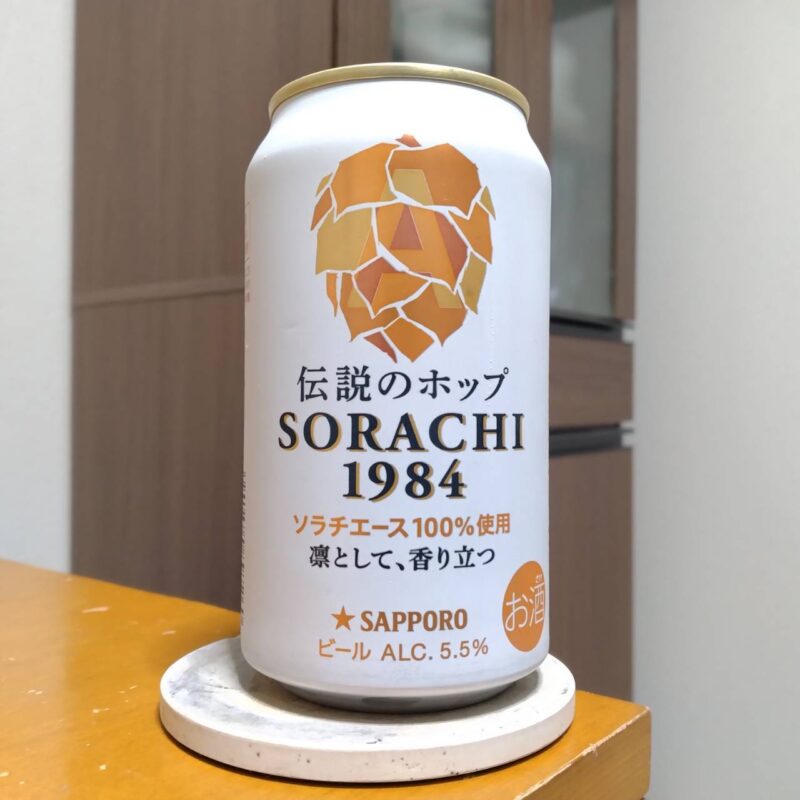 伝説のホップ
SORACHI
1984
ソラチエース100%使用
凛として、香り立つ
お酒
★SAPPORO
ビール ALC. 5.5%